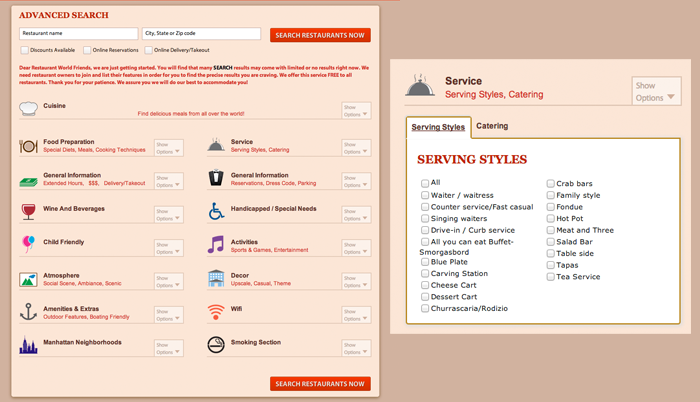 ADVANCED SEARCH
Restaurant name
City, State or Zip code
SEARCH RESTAURANTS NOW
Discounts Available
Online Reservations
Online Delivery/Takeout
Dear Restaurant World Friends, we are just getting started. You will find that many SEARCH results may come with limited or no results right now. We
need restaurant owners to join and list their features in order for you to find the precise results you are craving. We offer this service FREE to all
restaurants. Thank you for your patience. We assure you we will do our best to accommodate you!
Cuisine
Find delicious meals from all over the world!
Show
Options
Food Preparation
Special Diets, Meals, Cooking Techniques
Show
Options
Service
Serving Styles, Catering
Show
Options
General Information
Extended Hours, $$$, Delivery/Takeout
Show
Options
General Information
Reservations, Dress Code, Parking
Show
Options
Wine And Beverages
Show
Options
Handicapped / Special Needs
Show
Options
Child Friendly
Show
Options
Activities
Sports & Games, Entertainment
Show
Options
Atmosphere
Social Scene, Ambiance, Scenic
Show
Options
Decor
Upscale, Casual, Theme
Show
Options
Amenities & Extras
Outdoor Features, Boating Friendly
Show
Options
Wifi
Show
Options
Manhattan Neighborhoods
Show
Options
Smoking Section
Show
Options
SEARCH RESTAURANTS NOW
Service
Serving Styles, Catering
Show
Options
Serving Styles
Catering
SERVING STYLES
All
Waiter / waitress
Counter service/Fast casual
Singing waiters
Drive-in / Curb service
All you can eat Buffet-
Smorgasbord
Blue Plate
Carving Station
Cheese Cart
Dessert Cart
Churrascaria/Rodizio
Crab bars
Family style
Fondue
Hot Pot
Meat and Three
Salad Bar
Table side
Tapas
Tea Service